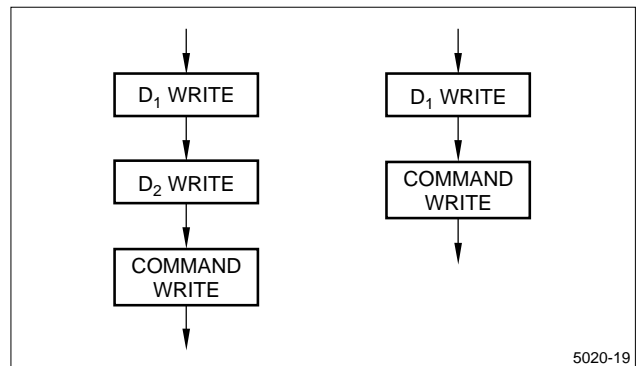 D₁ WRITE
D₂ WRITE
COMMAND
WRITE
D₁ WRITE
COMMAND
WRITE
5020-19